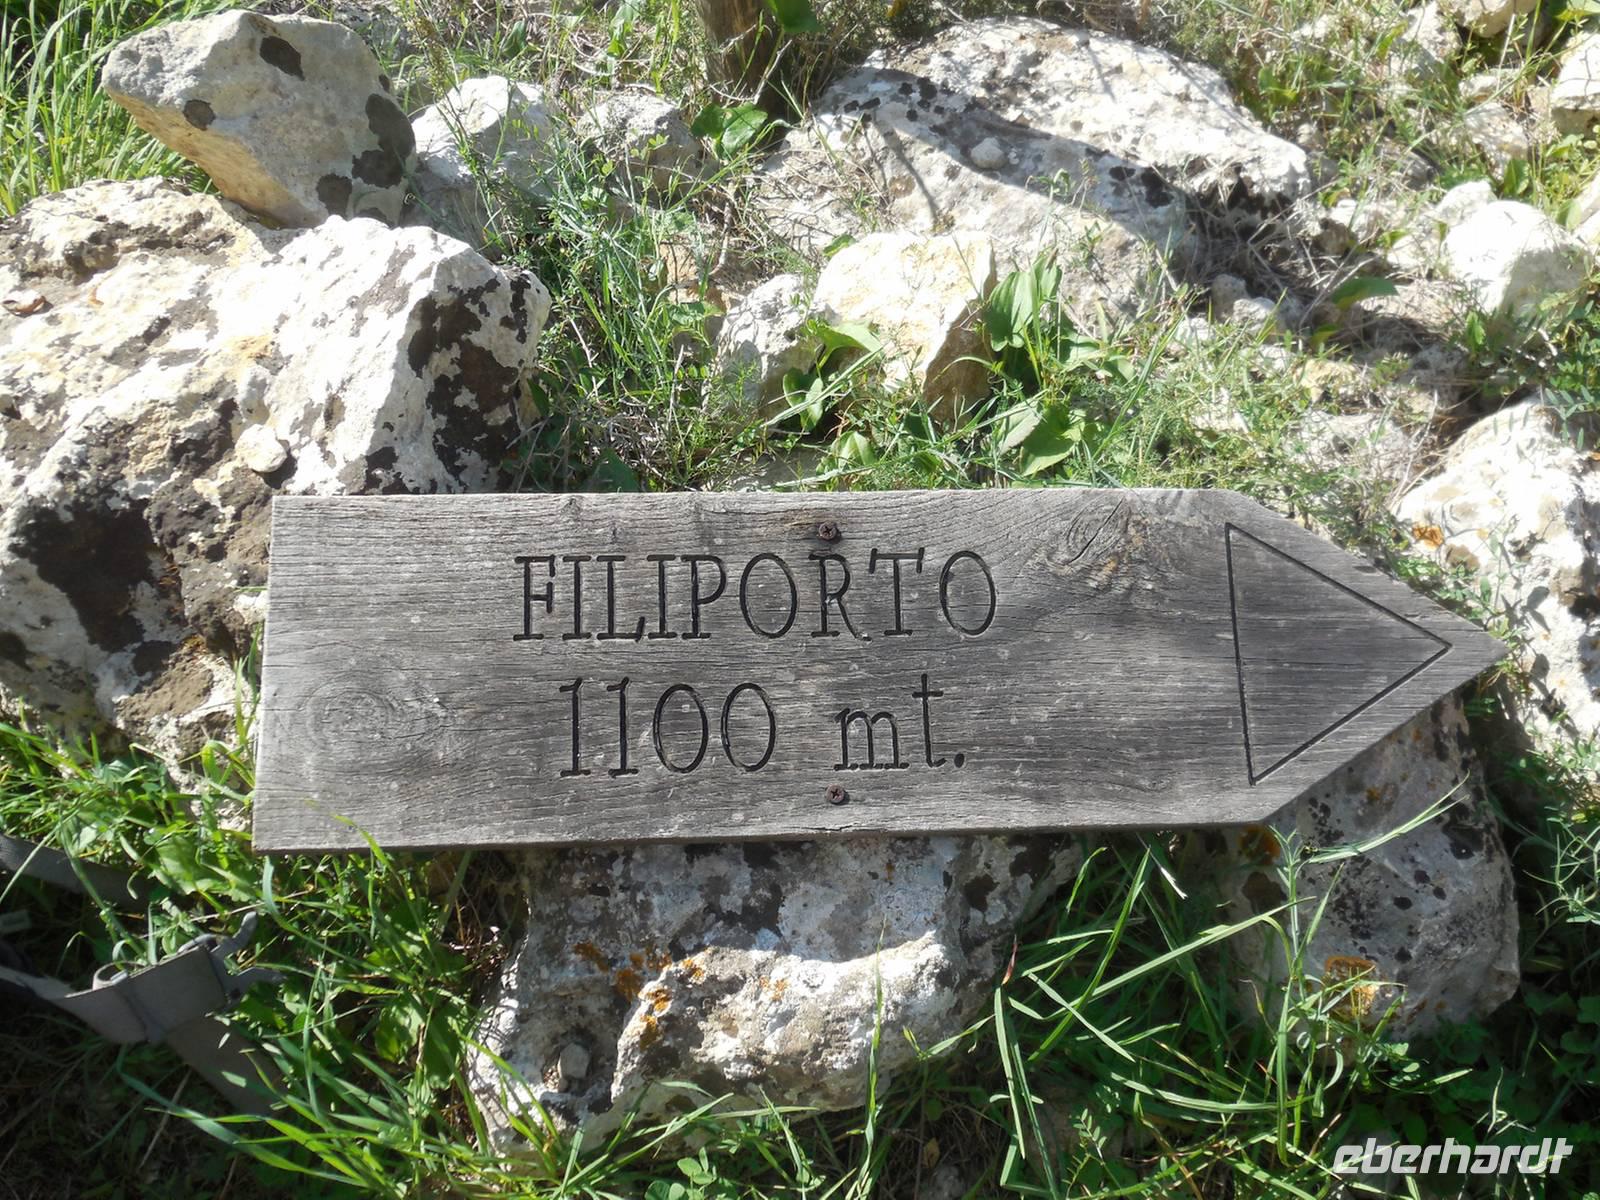 FILIPORTO
1100 mt.
eberhardt